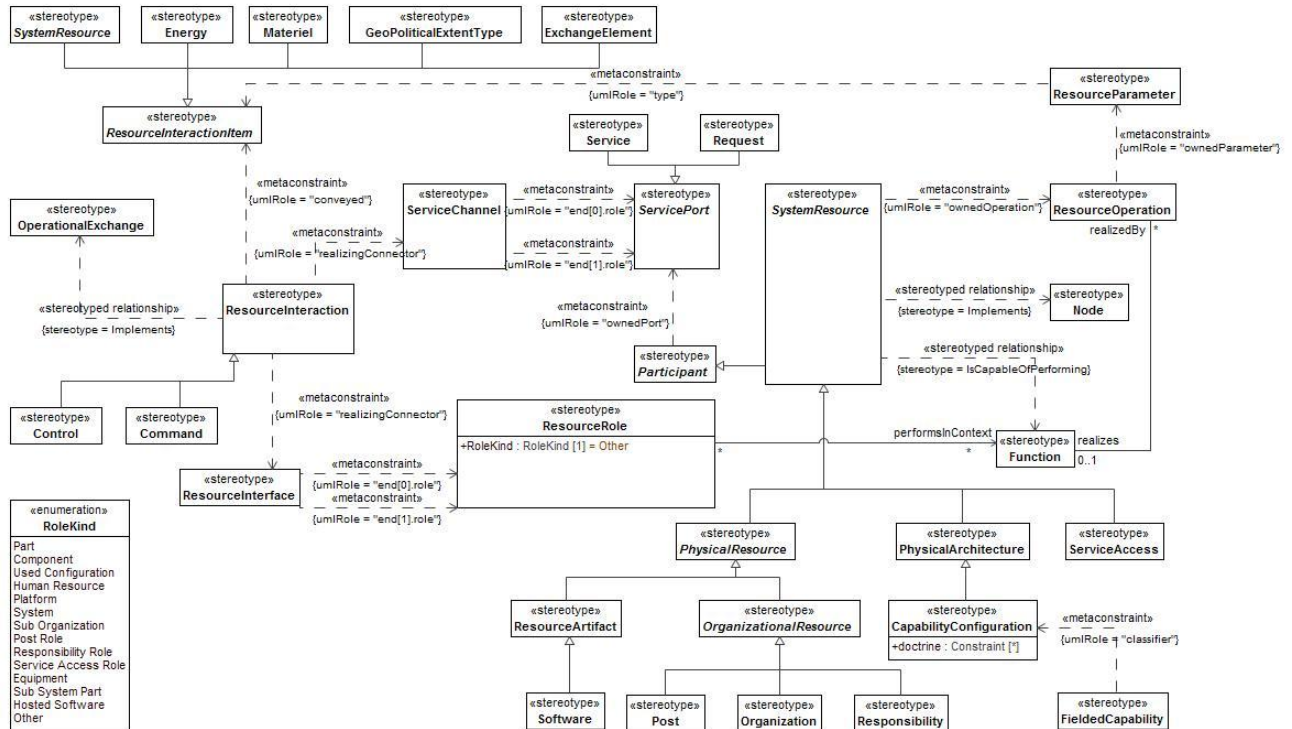 «stereotype»
SystemResource
«stereotype»
Energy
«stereotype»
Materiel
«stereotype»
GeoPoliticalExtentType
«stereotype»
ExchangeElement
«metaconstraint»
{umlRole = "type"}
«stereotype»
ResourceParameter
«stereotype»
ResourceInteractionItem
«stereotype»
Service
«stereotype»
Request
«metaconstraint»
{umlRole = "ownedParameter"}
«metaconstraint»
{umlRole = "conveyed"}
«stereotype»
ServiceChannel
«metaconstraint»
{umlRole = "end[0].role"}
«metaconstraint»
{umlRole = "end[1].role"}
«stereotype»
ServicePort
«stereotype»
SystemResource
«metaconstraint»
{umlRole = "ownedOperation"}
«stereotype»
ResourceOperation
realizedBy
*
«stereotype»
OperationalExchange
«metaconstraint»
{umlRole = "realizingConnector"}
«stereotyped relationship»
{stereotype = Implements}
«stereotype»
ResourceInteraction
«metaconstraint»
{umlRole = "ownedPort"}
«stereotyped relationship»
{stereotype = Implements}
«stereotype»
Node
«stereotype»
Participant
«stereotyped relationship»
{stereotype = IsCapableOfPerforming}
«stereotype»
Control
«stereotype»
Command
«metaconstraint»
{umlRole = "realizingConnector"}
«stereotype»
ResourceRole
+RoleKind : RoleKind [1] = Other
performsInContext
*
*
«stereotype»
Function
realizes
0..1
«stereotype»
ResourceInterface
«metaconstraint»
{umlRole = "end[0].role"}
«metaconstraint»
{umlRole = "end[1].role"}
«enumeration»
RoleKind
Part
Component
Used Configuration
Human Resource
Platform
System
Sub Organization
Post Role
Responsibility Role
Service Access Role
Equipment
Sub System Part
Hosted Software
Other
«stereotype»
PhysicalResource
«stereotype»
PhysicalArchitecture
«stereotype»
ServiceAccess
«stereotype»
ResourceArtifact
«stereotype»
OrganizationalResource
«stereotype»
CapabilityConfiguration
+doctrine : Constraint [*]
«metaconstraint»
{umlRole = "classifier"}
«stereotype»
Software
«stereotype»
Post
«stereotype»
Organization
«stereotype»
Responsibility
«stereotype»
FieldedCapability